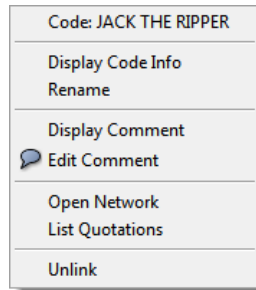 Code: JACK THE RIPPER
Display Code Info
Rename
Display Comment
Edit Comment
Open Network
List Quotations
Unlink